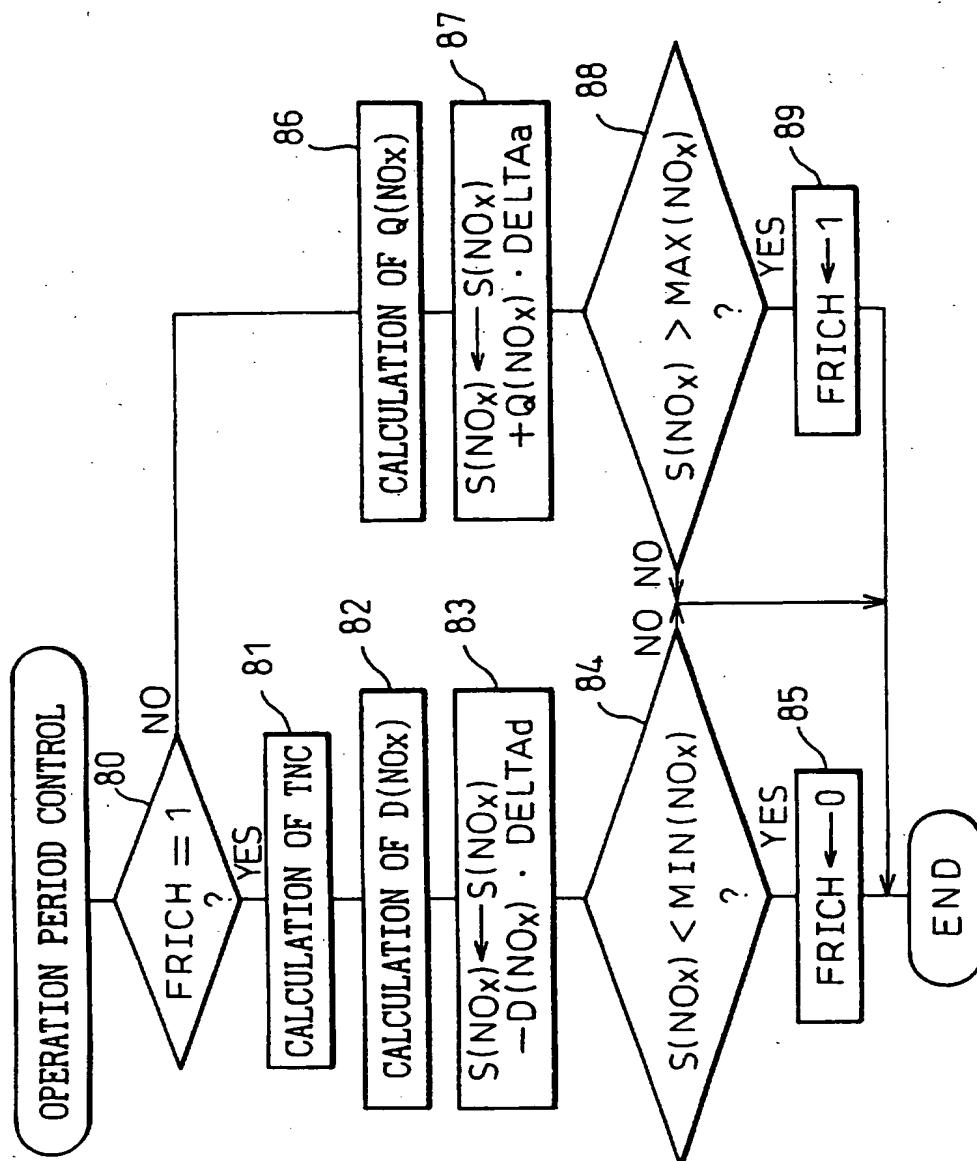 OPERATION PERIOD CONTROL
80
FRICH = 1
?
NO
YES
81
CALCULATION OF TNC
82
CALCULATION OF D(NOx)
83
S(NOx) ← S(NOx)
−D(NOx) · DELTAd
84
S(NOx) < MIN(NOx)
?
NO
YES
85
FRICH ← 0
86
CALCULATION OF Q(NOx)
87
S(NOx) ← S(NOx)
+Q(NOx) · DELTAa
88
S(NOx) > MAX(NOx)
?
NO
YES
89
FRICH ← 1
END